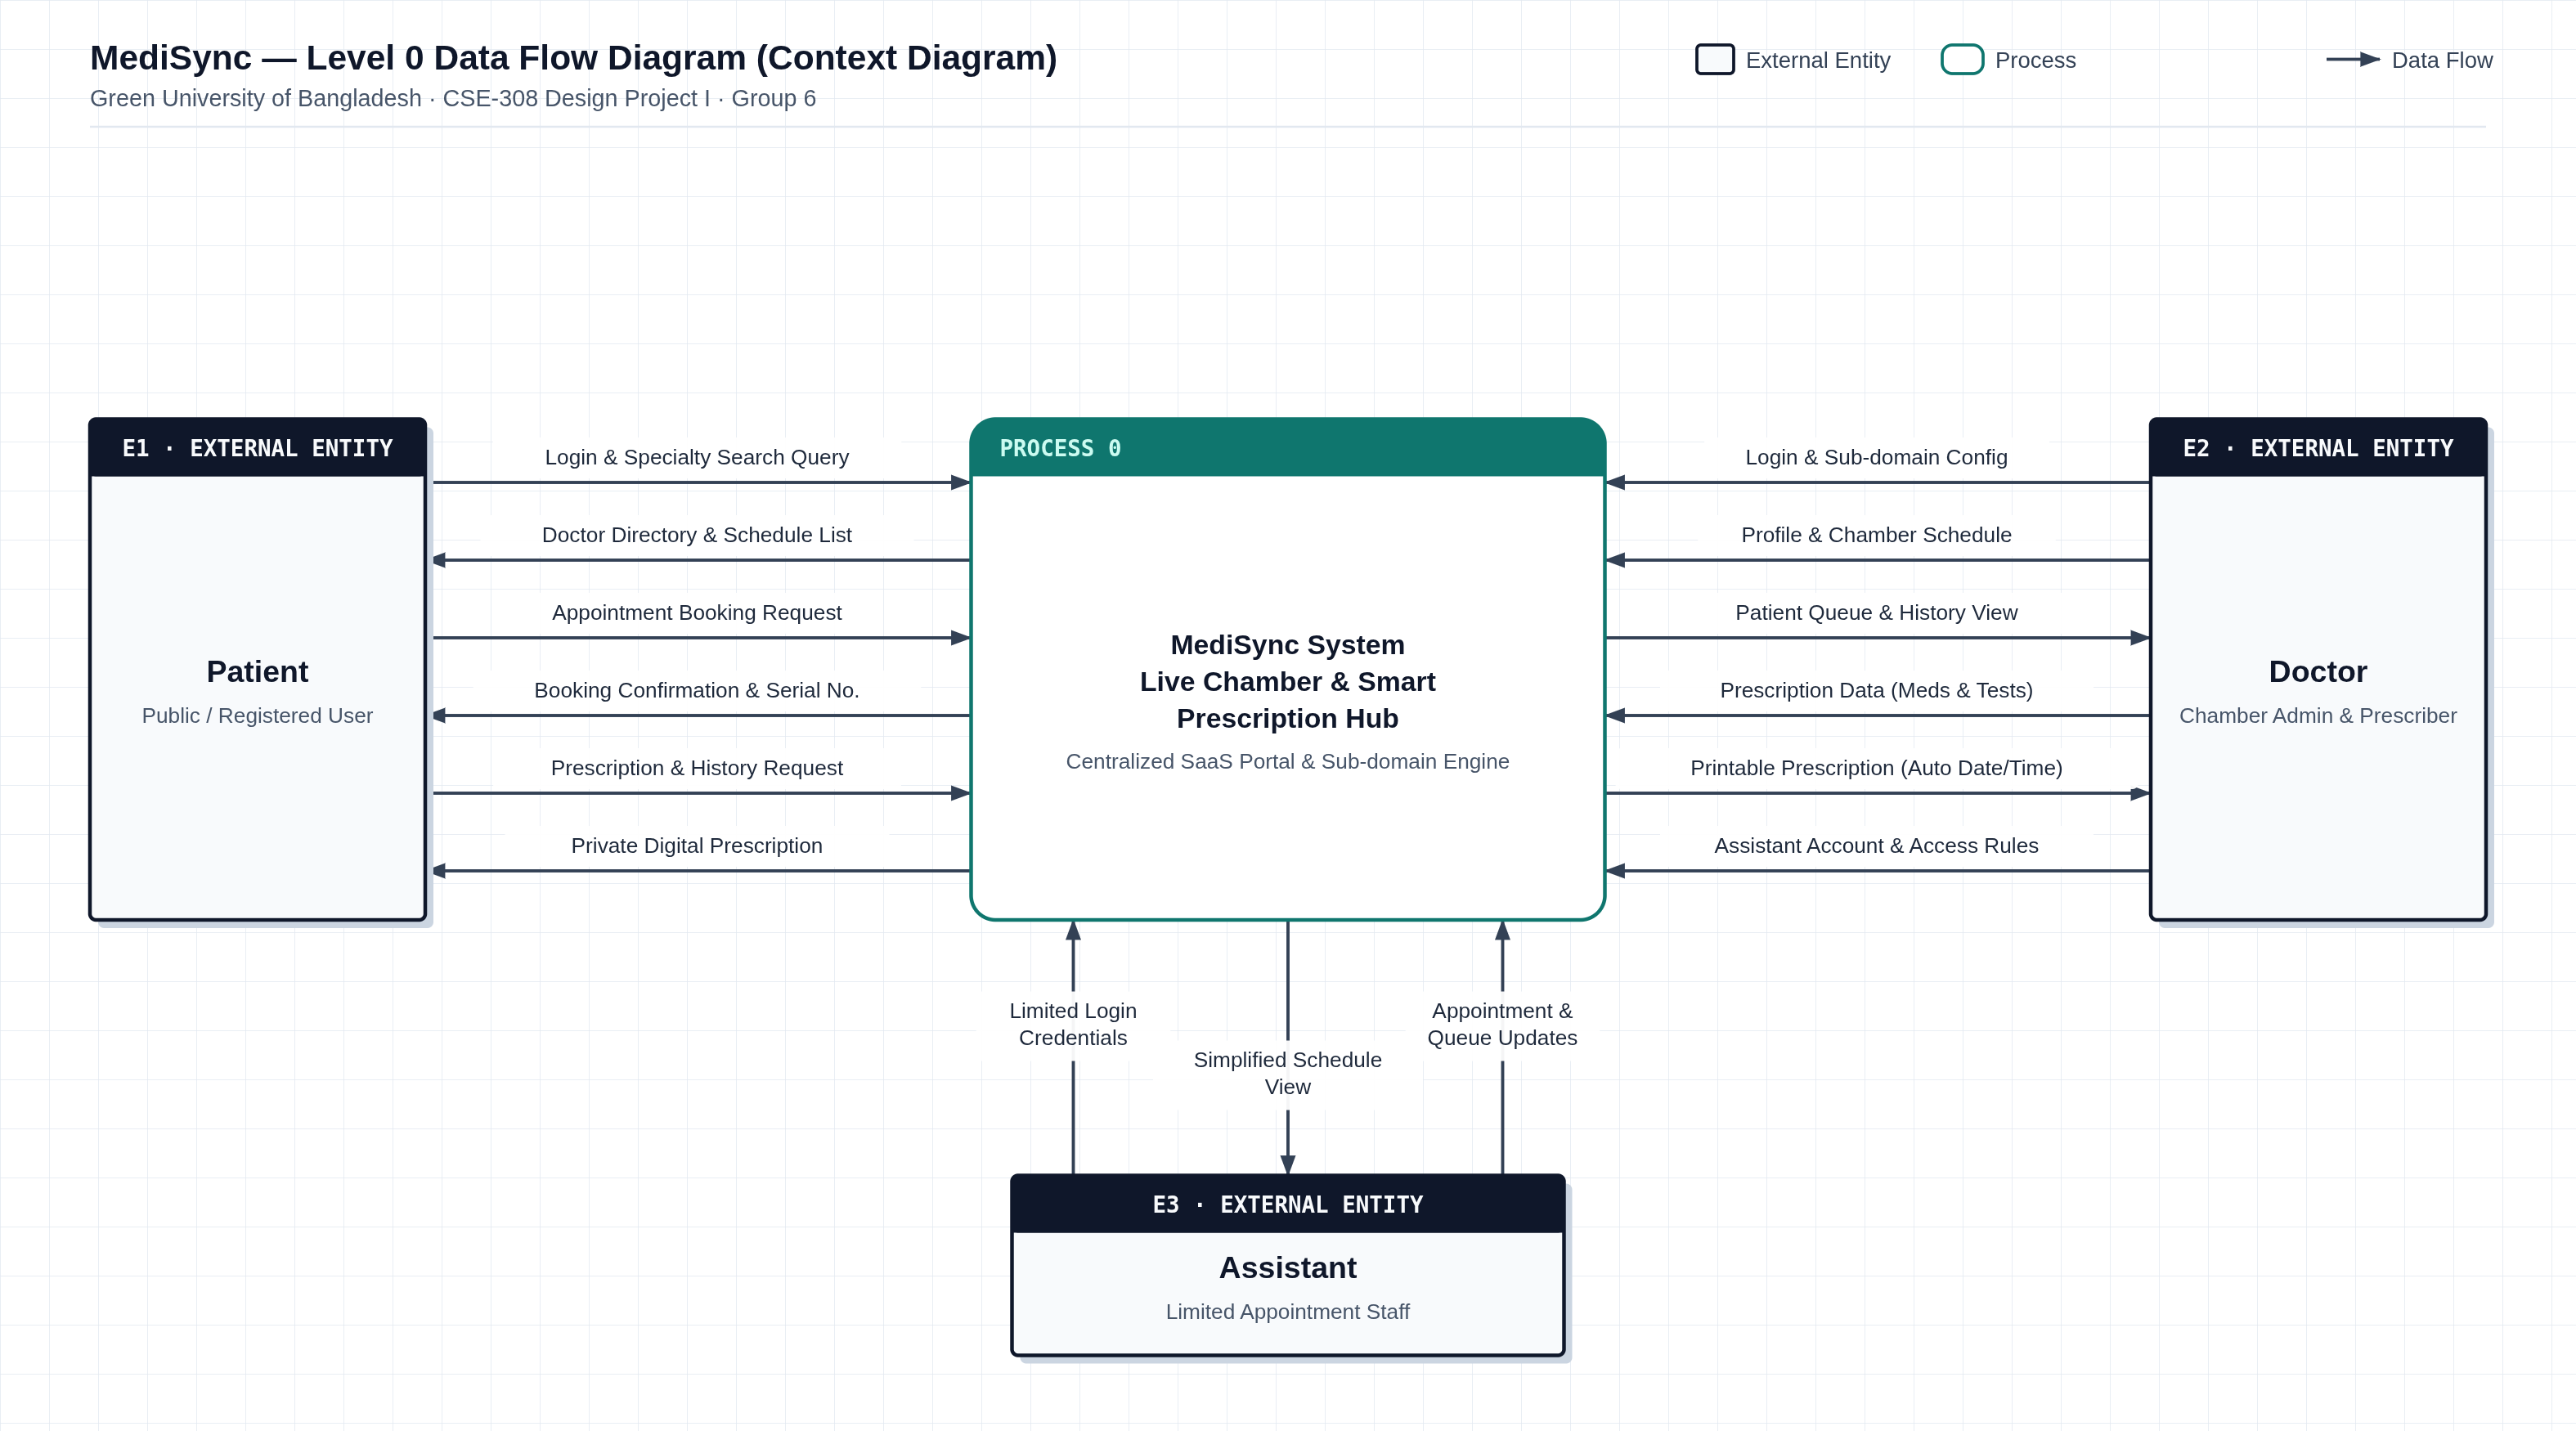 MediSync — Level 0 Data Flow Diagram (Context Diagram)
Green University of Bangladesh · CSE-308 Design Project I · Group 6
External Entity
Process
Data Flow
E1 · EXTERNAL ENTITY
Patient
Public / Registered User
Login & Specialty Search Query
Doctor Directory & Schedule List
Appointment Booking Request
Booking Confirmation & Serial No.
Prescription & History Request
Private Digital Prescription
PROCESS 0
MediSync System
Live Chamber & Smart
Prescription Hub
Centralized SaaS Portal & Sub-domain Engine
Login & Sub-domain Config
Profile & Chamber Schedule
Patient Queue & History View
Prescription Data (Meds & Tests)
Printable Prescription (Auto Date/Time)
Assistant Account & Access Rules
E2 · EXTERNAL ENTITY
Doctor
Chamber Admin & Prescriber
Limited Login
Credentials
Simplified Schedule
View
Appointment &
Queue Updates
E3 · EXTERNAL ENTITY
Assistant
Limited Appointment Staff